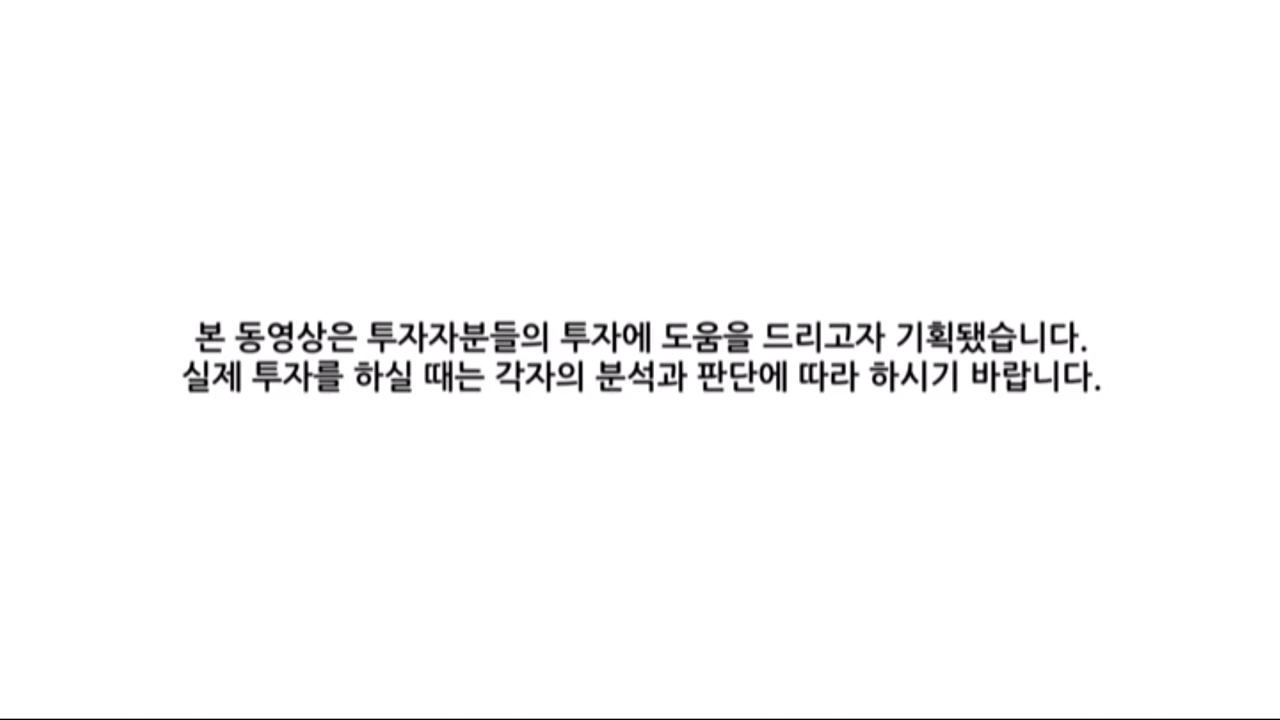 본 동영상은 투자자분들의 투자에 도움을 드리고자 기획됐습니다.
실제 투자를 하실 때는 각자의 분석과 판단에 따라 하시기 바랍니다.